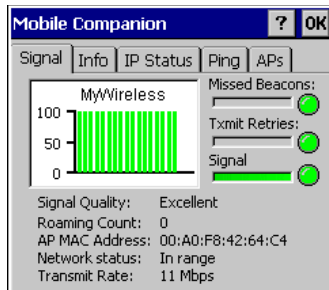 Mobile Companion ? OK
Signal Info IP Status Ping APs
MyWireless
100
50
0
Missed Beacons:
Txmit Retries:
Signal
Signal Quality: Excellent
Roaming Count: 0
AP MAC Address: 00:A0:F8:42:64:C4
Network status: In range
Transmit Rate: 11 Mbps